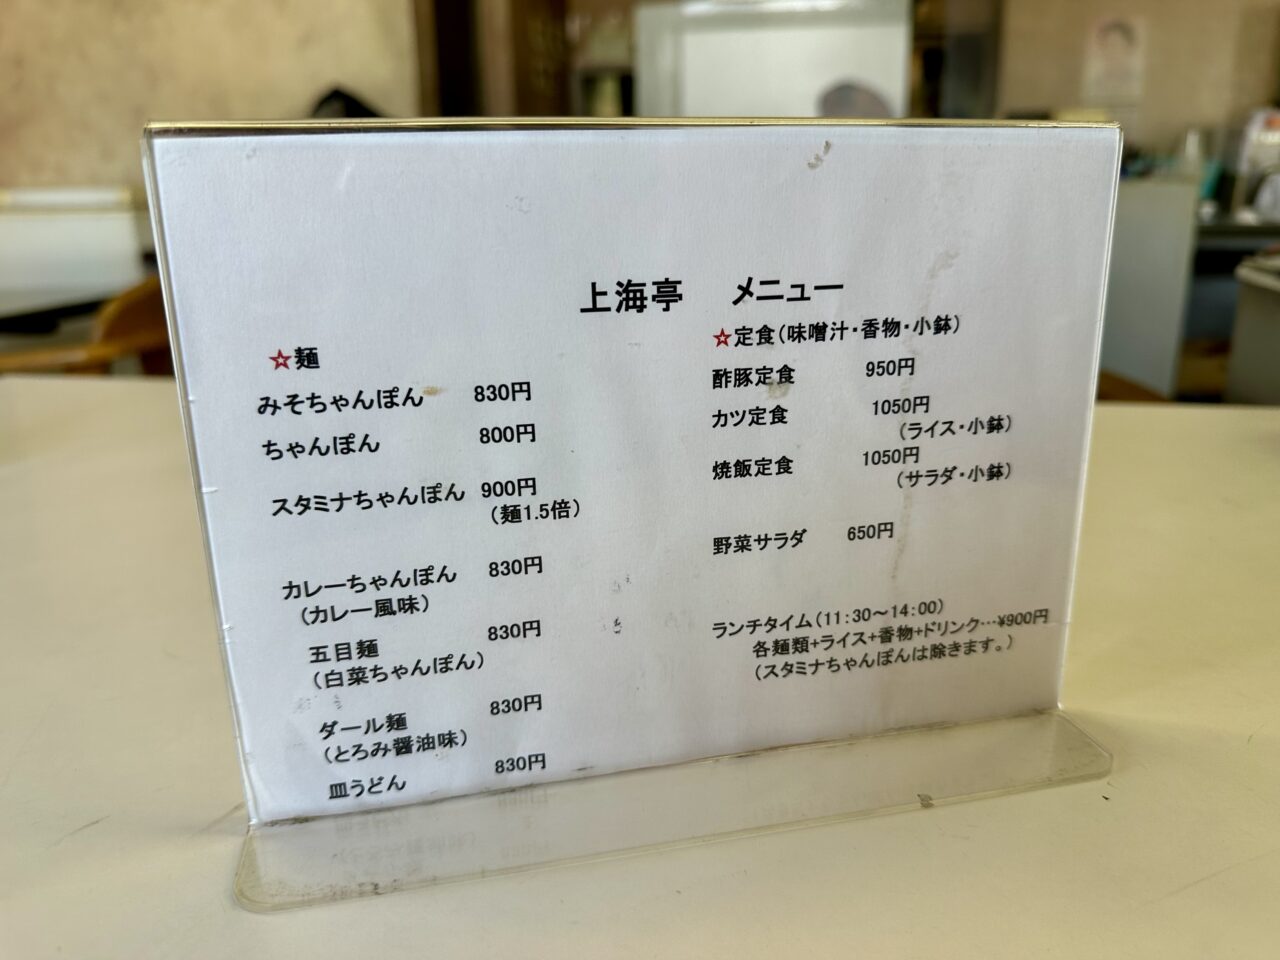 上海亭　メニュー
☆麺
みそちゃんぽん 830円
ちゃんぽん 800円
スタミナちゃんぽん 900円
（麺1.5倍）
カレーちゃんぽん 830円
（カレー風味）
五目麺 830円
（白菜ちゃんぽん）
ダール麺 830円
（とろみ醤油味）
皿うどん 830円
☆定食（味噌汁・香物・小鉢）
酢豚定食 950円
カツ定食 1050円
（ライス・小鉢）
焼飯定食 1050円
（サラダ・小鉢）
野菜サラダ 650円
ランチタイム（11：30～14：00）
各麺類+ライス+香物+ドリンク…¥900円
（スタミナちゃんぽんは除きます。）